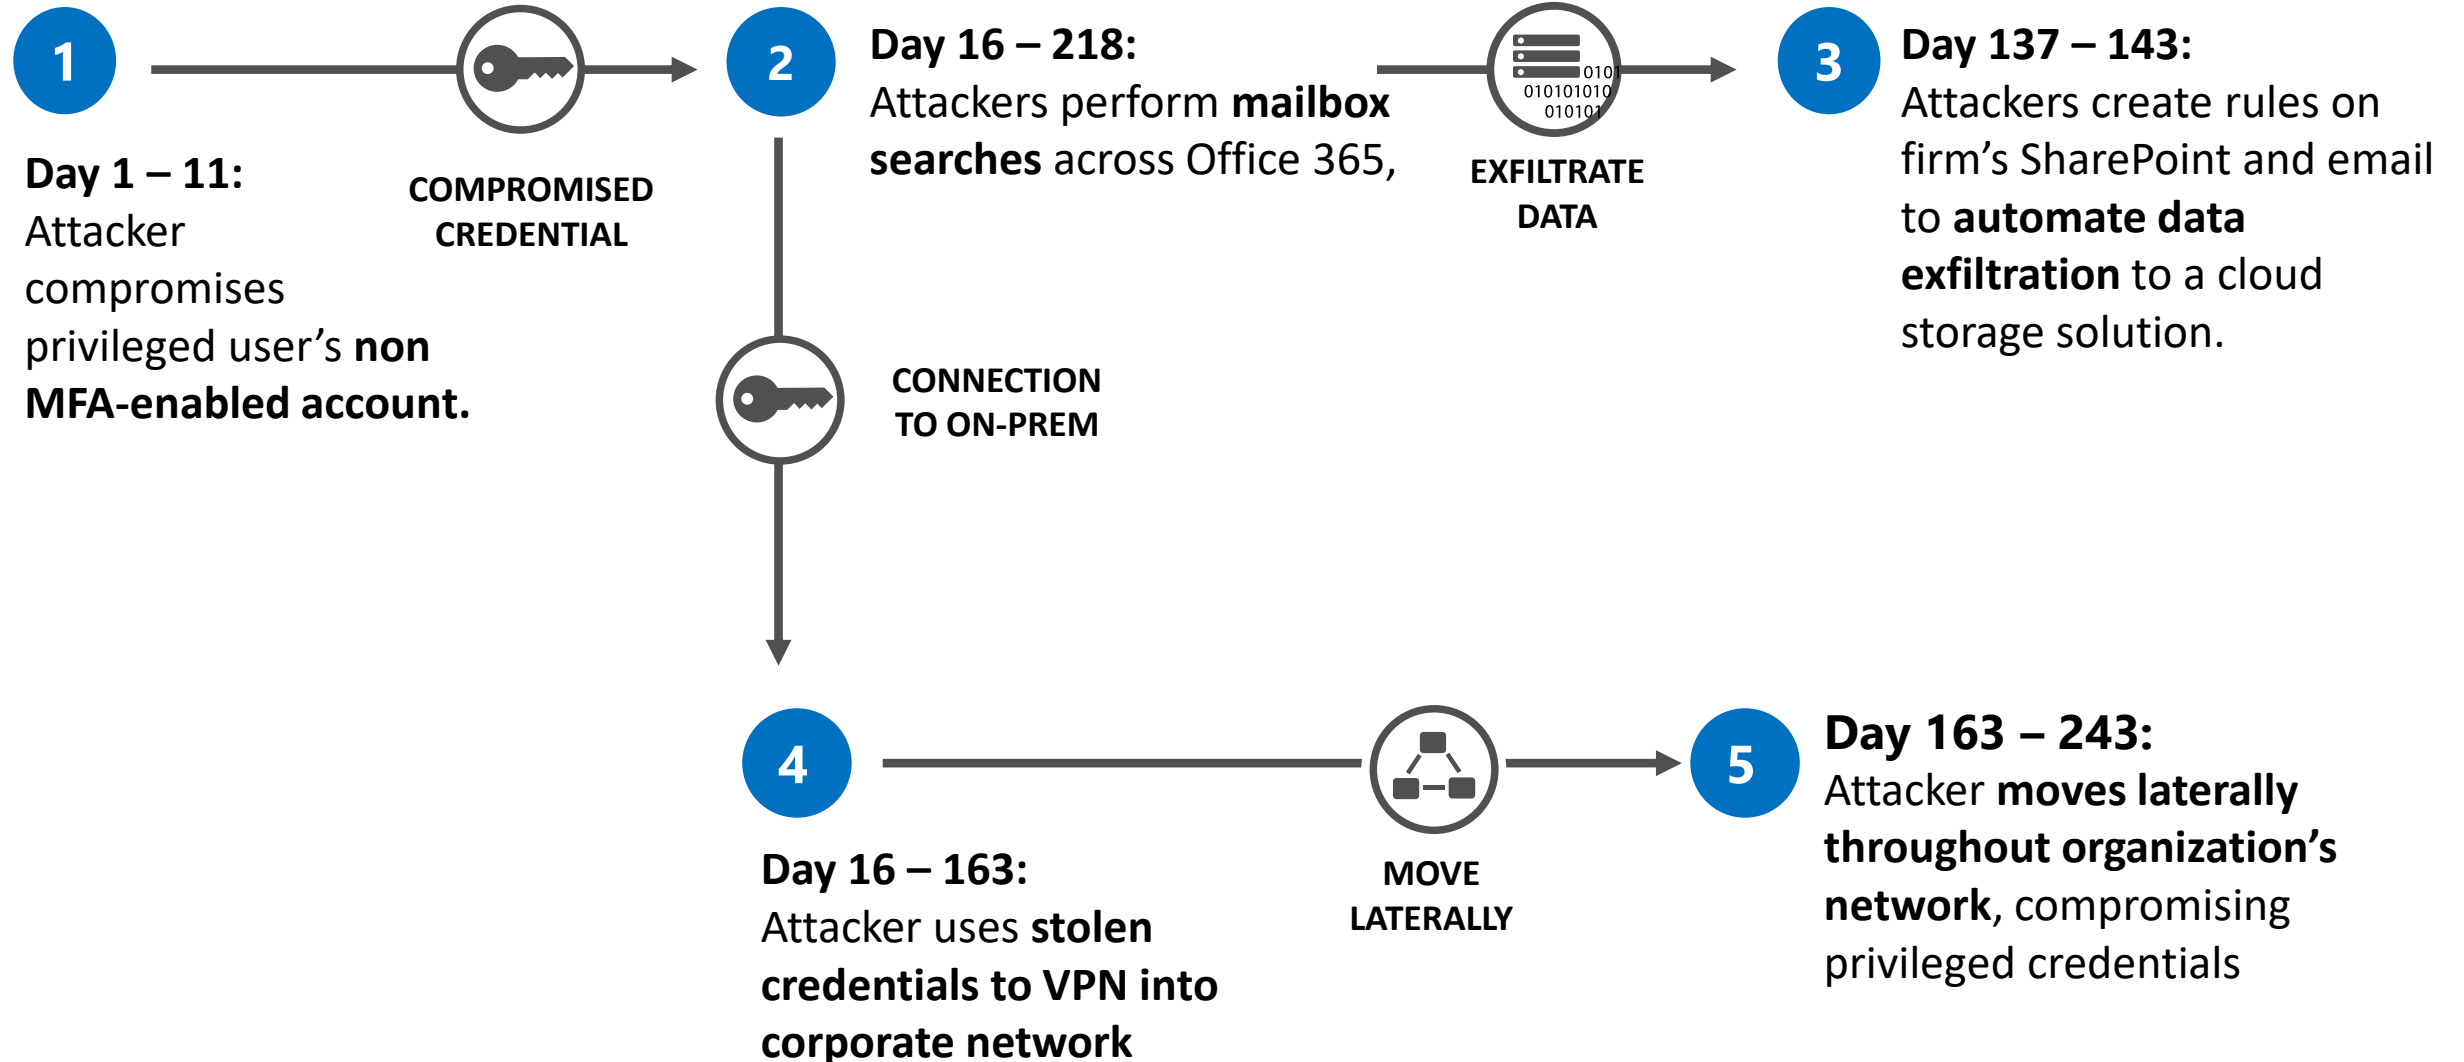 1
Day 1 – 11:
Attacker
compromises
privileged user’s non
MFA-enabled account.
COMPROMISED
CREDENTIAL
2
Day 16 – 218:
Attackers perform mailbox
searches across Office 365,
0101
010101010
010101
EXFILTRATE
DATA
3
Day 137 – 143:
Attackers create rules on
firm’s SharePoint and email
to automate data
exfiltration to a cloud
storage solution.
CONNECTION
TO ON-PREM
4
Day 16 – 163:
Attacker uses stolen
credentials to VPN into
corporate network
MOVE
LATERALLY
5
Day 163 – 243:
Attacker moves laterally
throughout organization’s
network, compromising
privileged credentials